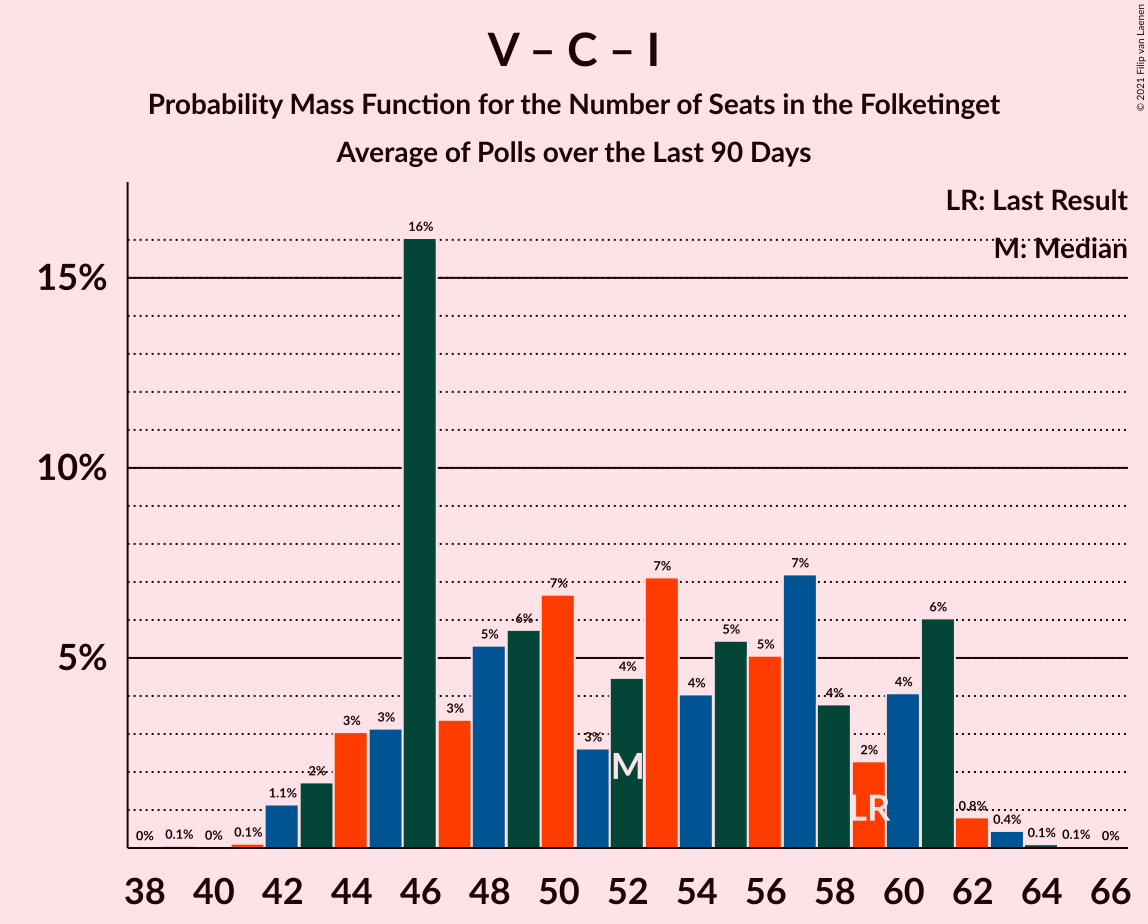 V – C – I
Probability Mass Function for the Number of Seats in the Folketinget
Average of Polls over the Last 90 Days
© 2021 Filip van Laenen
LR: Last Result
M: Median
15%
10%
5%
0% 0.1% 0% 0.1% 1.1% 2% 3% 3% 16% 3% 5% 6% 7% 3% 4% 7% 4% 5% 5% 7% 4% 2% 4% 6% 0.8% 0.4% 0.1% 0.1% 0%
M
LR
38 40 42 44 46 48 50 52 54 56 58 60 62 64 66